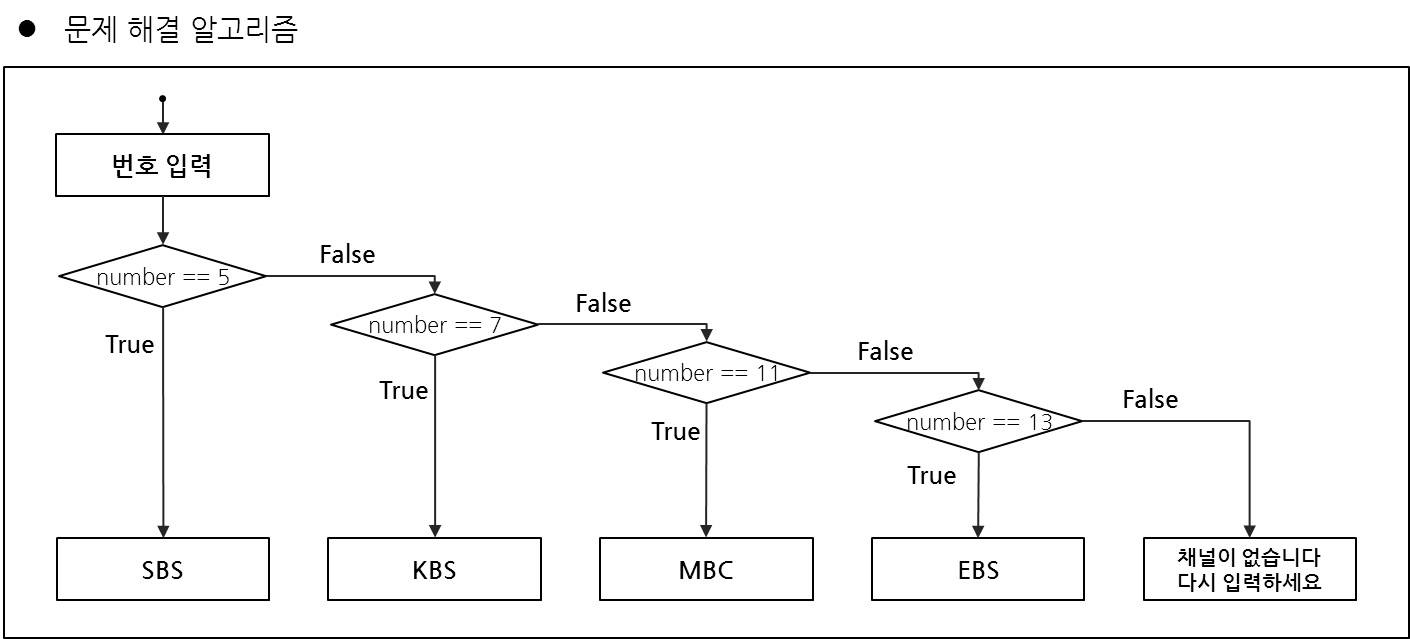 ● 문제 해결 알고리즘
번호 입력
number == 5
False
True
number == 7
False
True
number == 11
False
True
number == 13
False
True
SBS
KBS
MBC
EBS
채널이 없습니다
다시 입력하세요